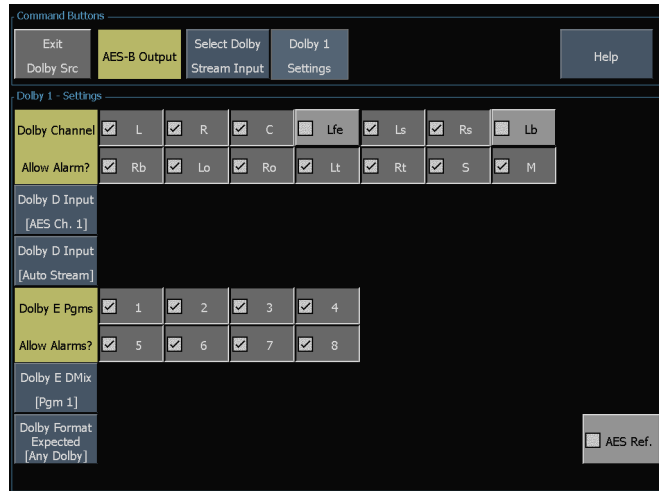 Command Buttons
Exit
Dolby Src
AES-B Output
Select Dolby
Stream Input
Dolby 1
Settings
Help
Dolby 1 - Settings
Dolby Channel
Allow Alarm?
L R C Lfe Ls Rs Lb
Rb Lo Ro Lt Rt S M
Dolby D Input
[AES Ch. 1]
Dolby D Input
[Auto Stream]
Dolby E Pgms
Allow Alarms?
1 2 3 4
5 6 7 8
Dolby E DMix
[Pgm 1]
Dolby Format
Expected
[Any Dolby]
AES Ref.